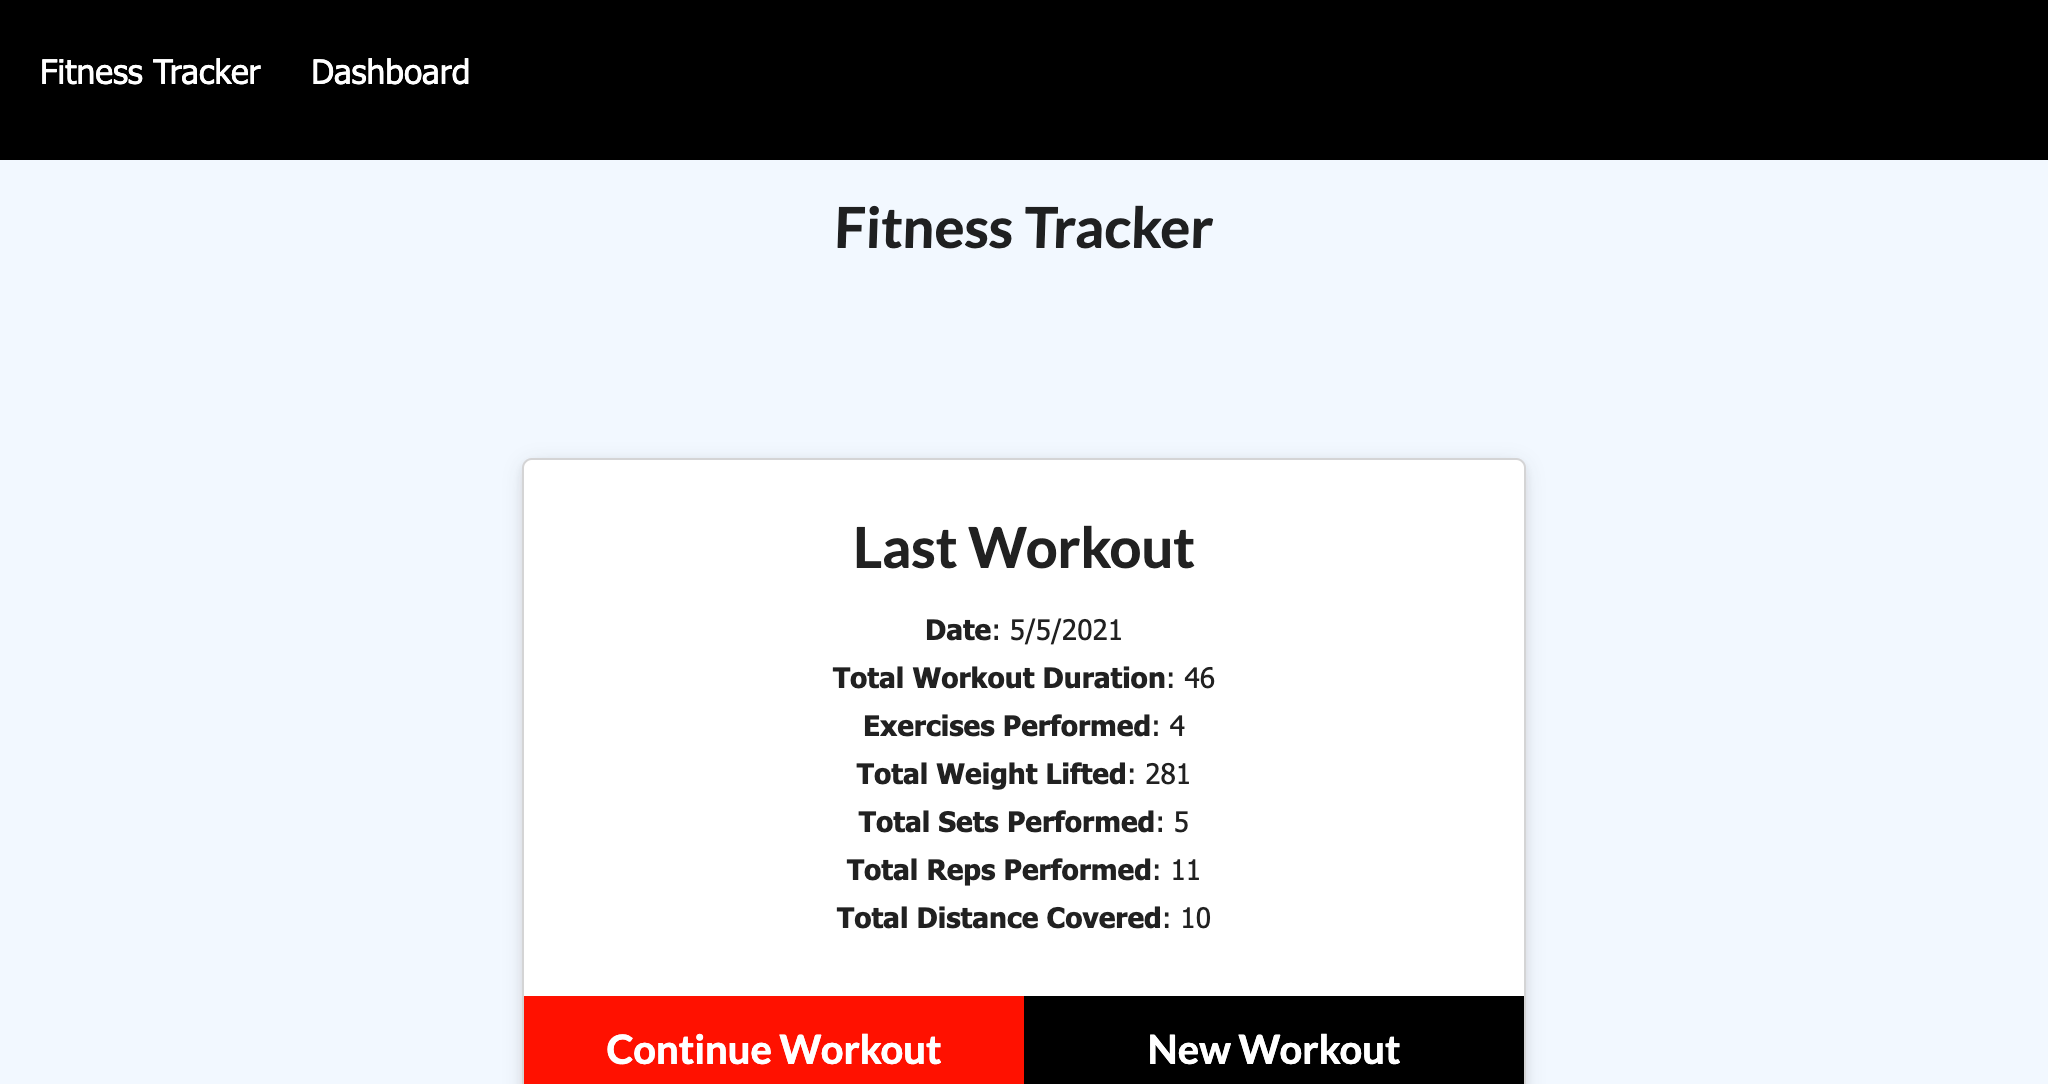 Fitness Tracker Dashboard
Fitness Tracker
Last Workout
Date: 5/5/2021
Total Workout Duration: 46
Exercises Performed: 4
Total Weight Lifted: 281
Total Sets Performed: 5
Total Reps Performed: 11
Total Distance Covered: 10
Continue Workout New Workout